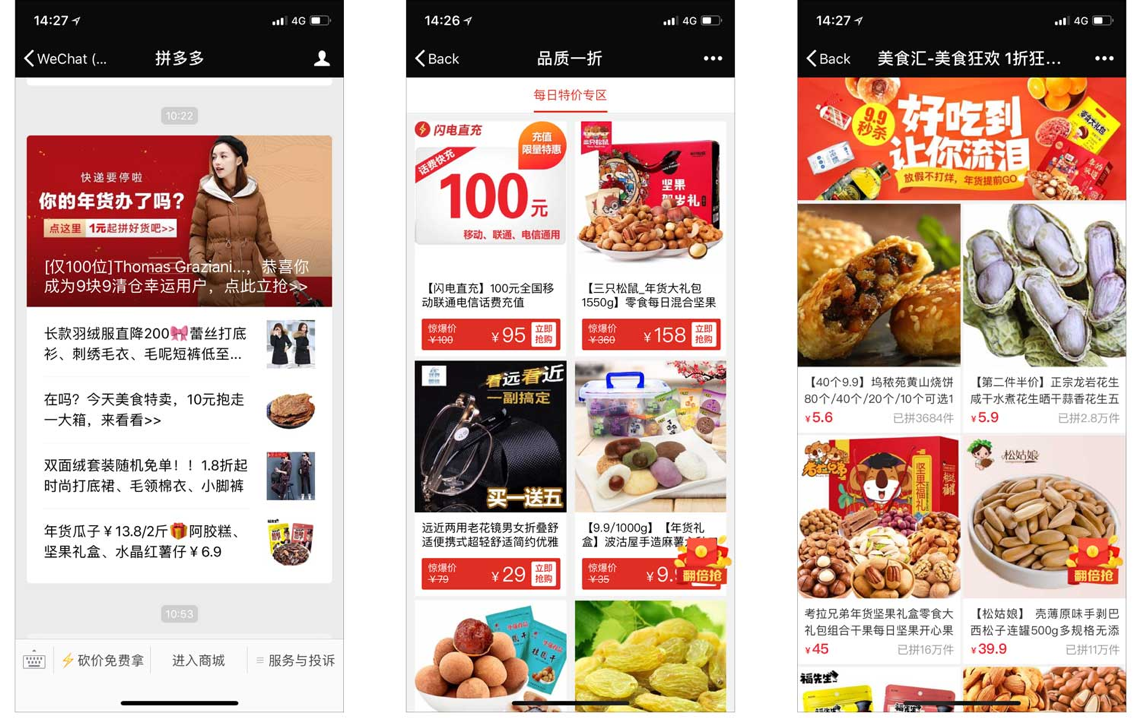 14:27
4G
WeChat (...
拼多多
10:22
快递要停啦
你的年货办了吗?
点这里 1元起拼好货吧>>
[仅100位]Thomas Graziani...，恭喜你
成为9块9清仓幸运用户，点此立抢>>
长款羽绒服直降200🎀蕾丝打底
衫、刺绣毛衣、毛呢短裤低至...
在吗？今天美食特卖，10元抱走
一大箱，来看看>>
双面绒套装随机免单！！1.8折起
时尚打底裙、毛领棉衣、小脚裤
年货瓜子￥13.8/2斤🎁阿胶糕、
坚果礼盒、水晶红薯仔￥6.9
10:53
⚡砍价免费拿
进入商城
≡ 服务与投诉
14:26
4G
Back
品质一折
每日特价专区
闪电直充
充值
限量特惠
话费快充
100元
移动、联通、电信通用
【闪电直充】100元全国移
动联通电信话费充值
惊爆价
¥100
¥95
立即
抢购
三只松鼠
坚果
贺岁礼
【三只松鼠_年货大礼包
1550g】零食每日混合坚果
惊爆价
¥360
¥158
立即
抢购
看远看近
一副搞定
买一送五
远近两用老花镜男女折叠舒
适便携式超轻舒适简约优雅
惊爆价
¥79
¥29
立即
抢购
【9.9/1000g】【年货礼
盒】波沽屋手造麻薯
惊爆价
¥35
¥9.
翻倍抢
桂圆干
14:27
4G
Back
美食汇-美食狂欢 1折狂...
9.9
秒杀
好吃到
让你流泪
放假不打烊，年货提前GO
【40个9.9】坞秾苑黄山烧饼
80个/40个/20个/10个可选1
¥5.6
已拼3684件
【第二件半价】正宗龙岩花生
咸干水煮花生晒干蒜香花生五
¥5.9
已拼2.8万件
考拉兄弟
坚果福礼
考拉兄弟年货坚果礼盒零食大
礼包组合干果每日坚果开心果
¥45
已拼16万件
松姑娘
翻倍抢
【松姑娘】 壳薄原味手剥巴
西松子连罐500g多规格无添
¥39.9
已拼11万件
福先生